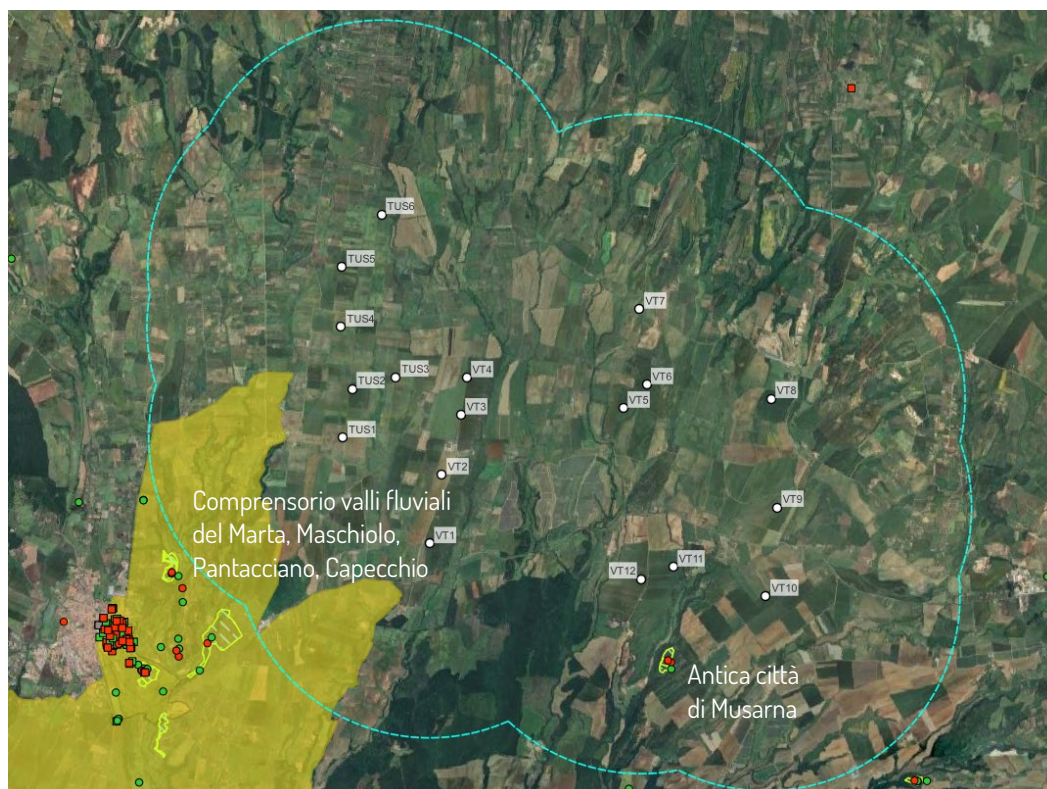 TUS6
TUS5
VT7
TUS4
TUS3
VT4
VT6
TUS2
VT8
VT5
VT3
TUS1
VT2
Comprensorio valli fluviali
del Marta, Maschiolo,
Pantacciano, Capecchio
VT9
VT1
VT11
VT12
VT10
Antica città
di Musarna